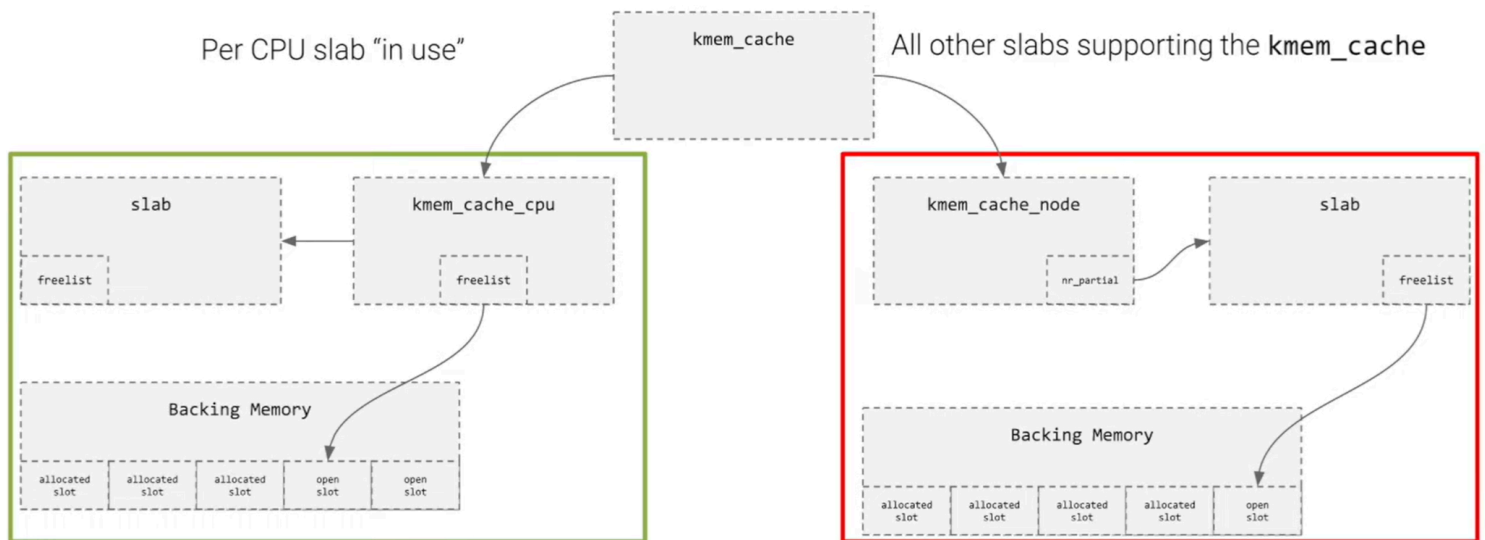 Per CPU slab “in use”
kmem_cache
All other slabs supporting the kmem_cache
slab
freelist
kmem_cache_cpu
freelist
Backing Memory
allocated
slot
allocated
slot
allocated
slot
open
slot
open
slot
kmem_cache_node
nr_partial
slab
freelist
Backing Memory
allocated
slot
allocated
slot
allocated
slot
allocated
slot
open
slot